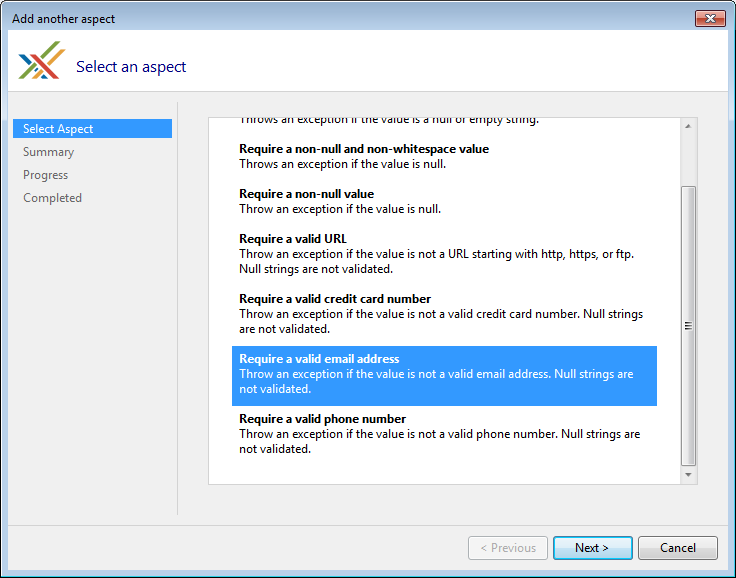 Add another aspect
Select an aspect
Select Aspect
Summary
Progress
Completed
Throws an exception if the value is a null or empty string.
Require a non-null and non-whitespace value
Throws an exception if the value is null.
Require a non-null value
Throw an exception if the value is null.
Require a valid URL
Throw an exception if the value is not a URL starting with http, https, or ftp.
Null strings are not validated.
Require a valid credit card number
Throw an exception if the value is not a valid credit card number. Null strings
are not validated.
Require a valid email address
Throw an exception if the value is not a valid email address. Null strings are
not validated.
Require a valid phone number
Throw an exception if the value is not a valid phone number. Null strings are
not validated.
< Previous
Next >
Cancel